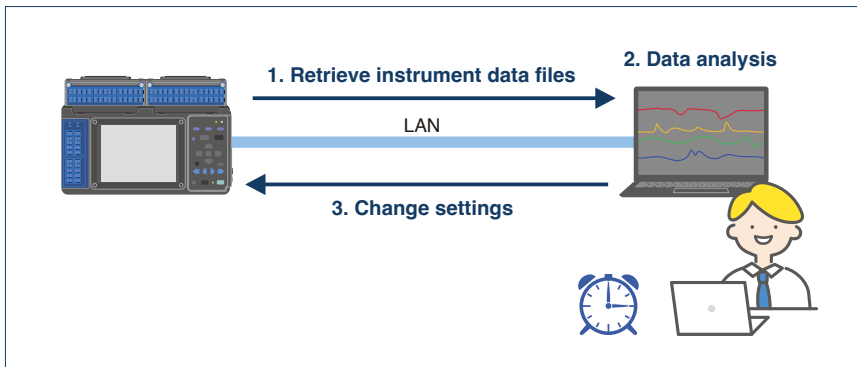 1. Retrieve instrument data files
2. Data analysis
LAN
3. Change settings